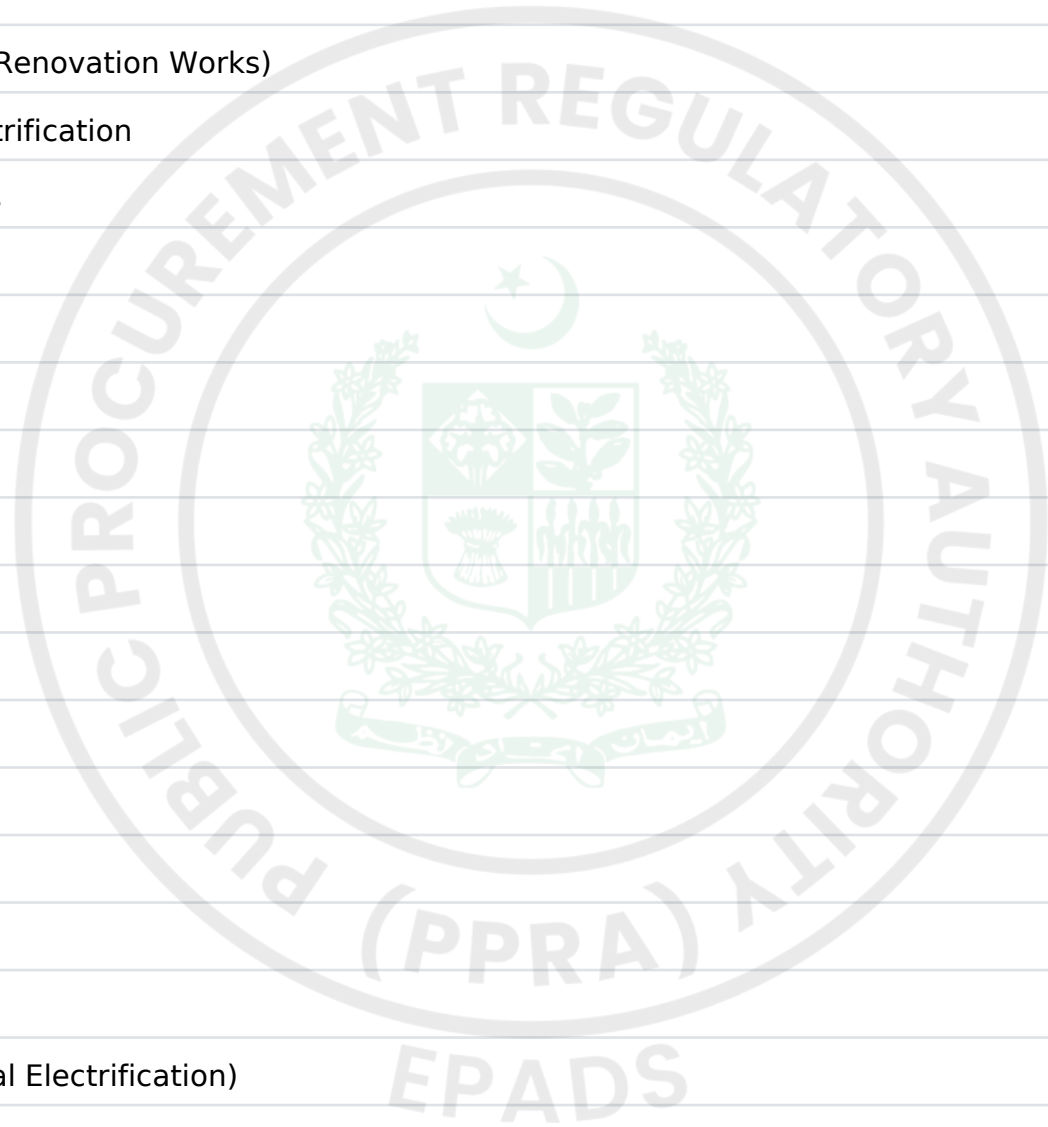 Renovation Works)
trification
al Electrification)
PUBLIC PROCUREMENT REGULATORY AUTHORITY
(PPRA)
EPADS